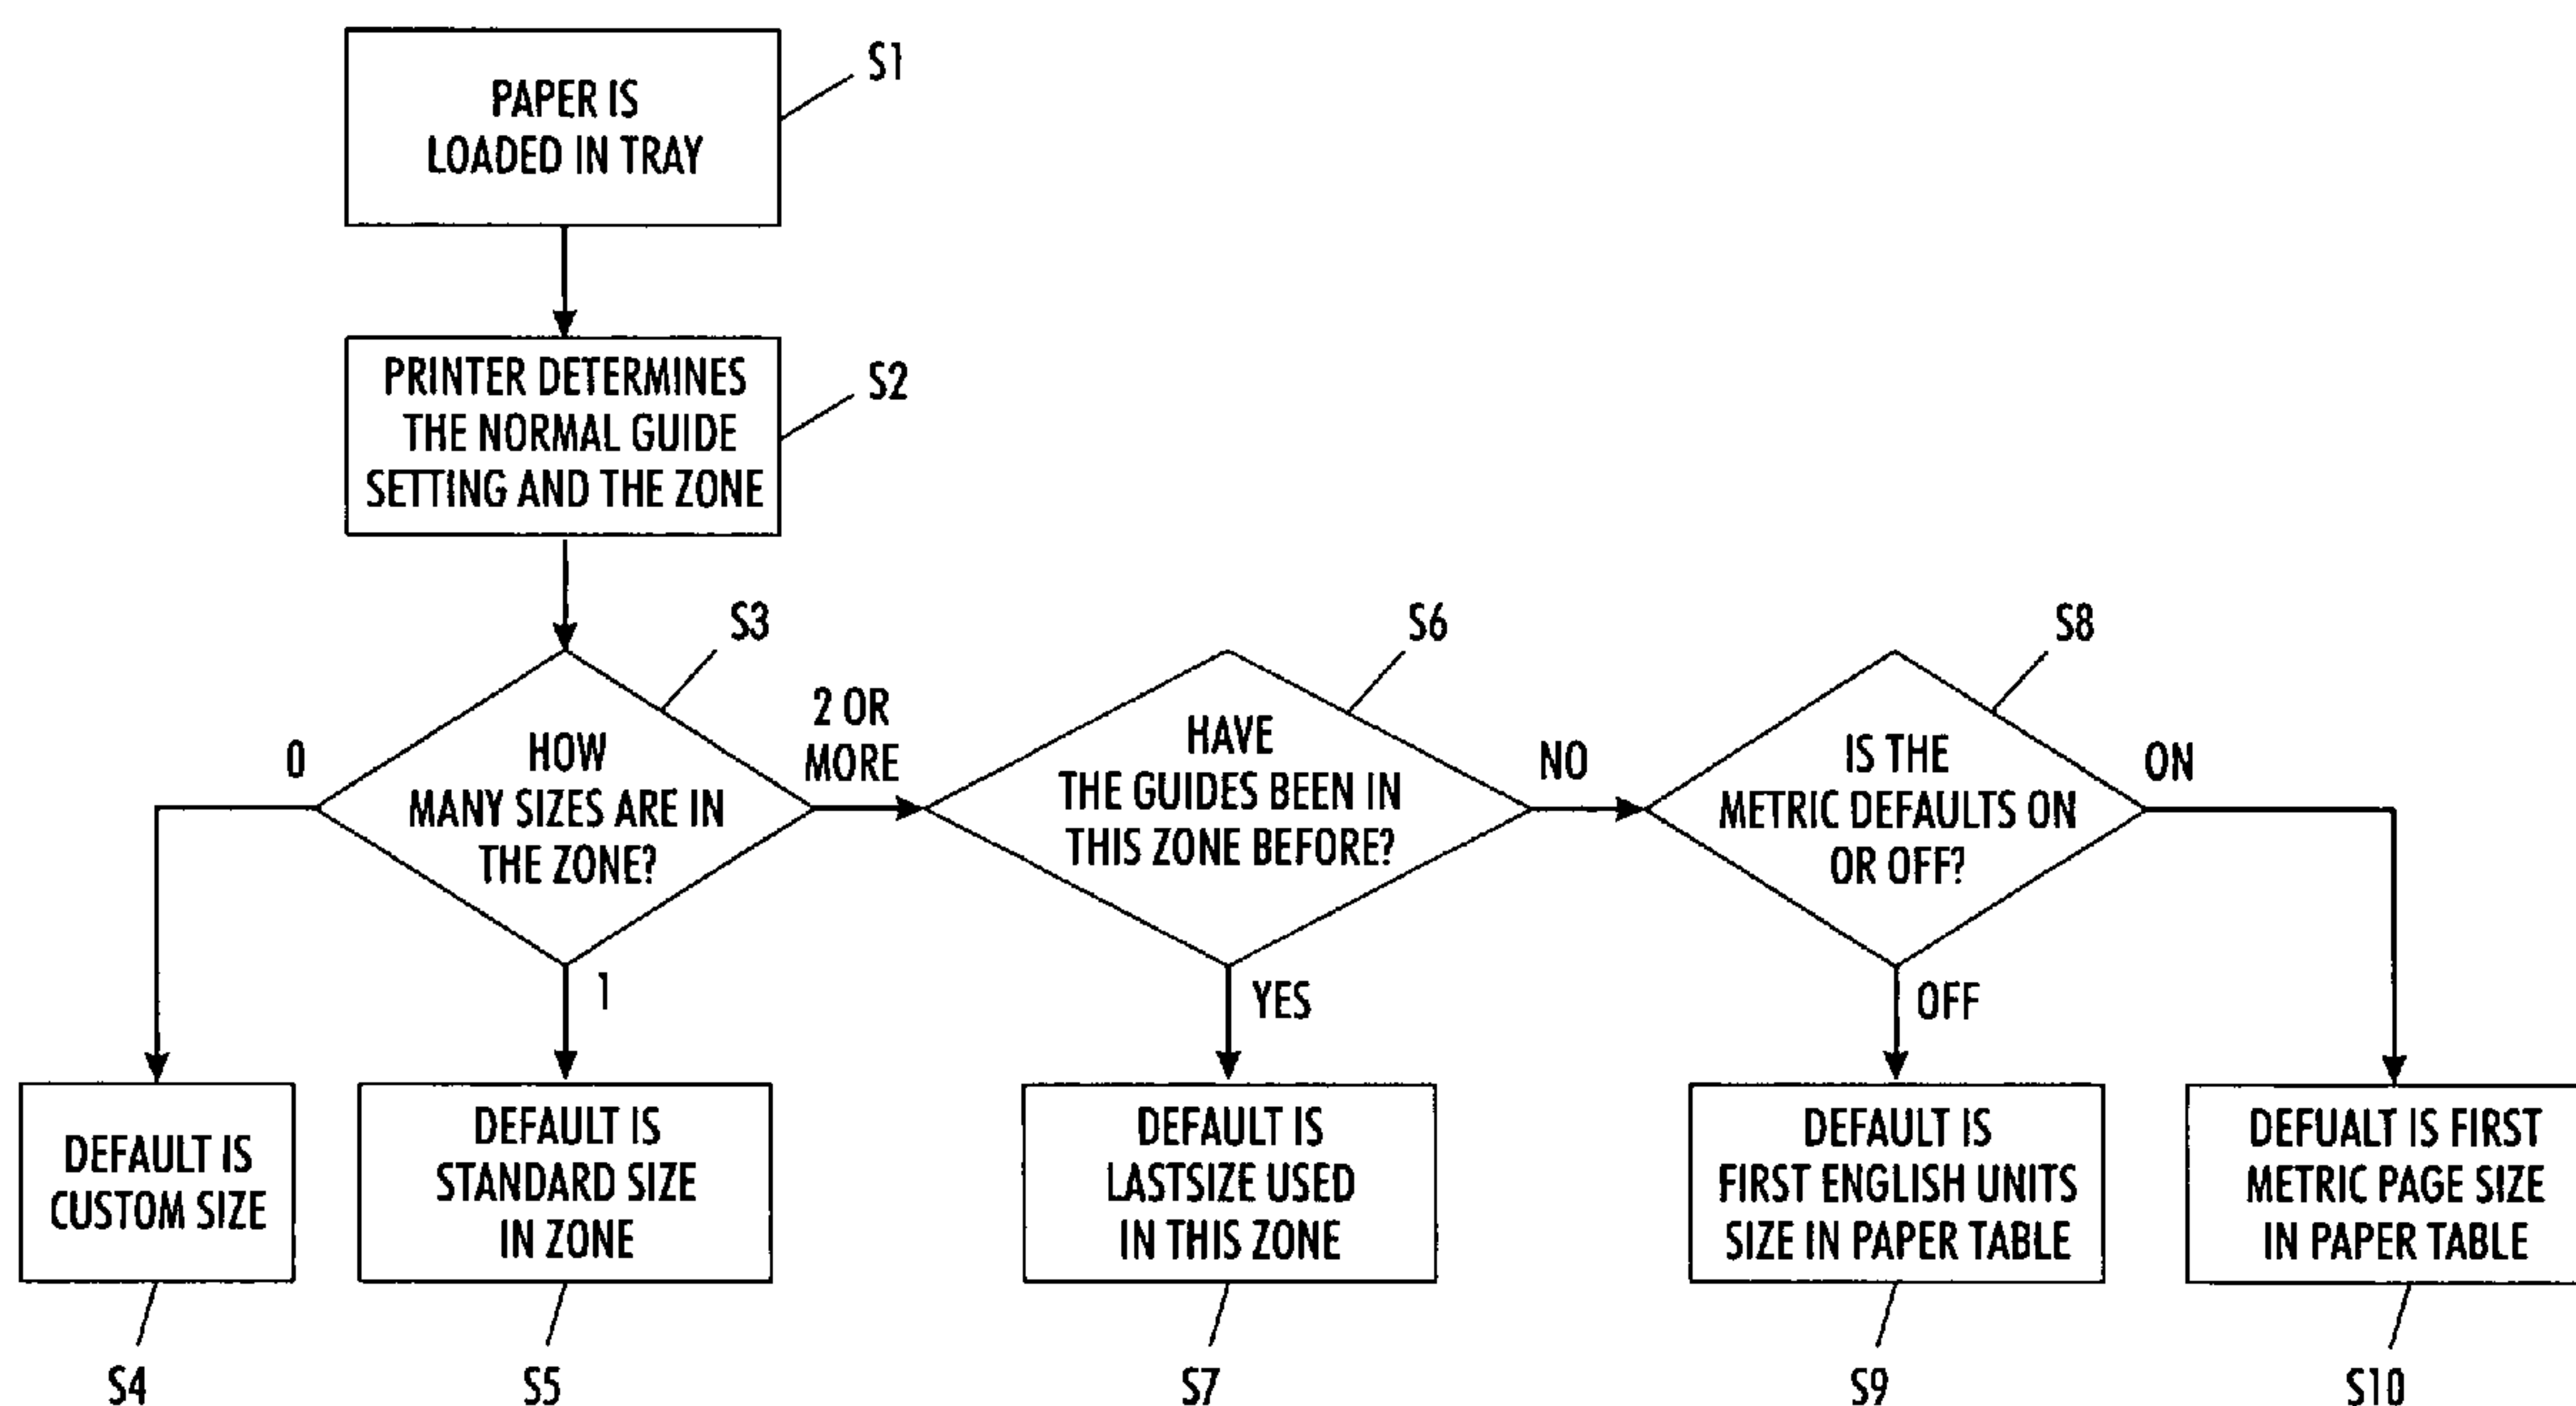 PAPER IS
LOADED IN TRAY
S1
PRINTER DETERMINES
THE NORMAL GUIDE
SETTING AND THE ZONE
S2
S3
HOW
MANY SIZES ARE IN
THE ZONE?
0
1
2 OR
MORE
S6
HAVE
THE GUIDES BEEN IN
THIS ZONE BEFORE?
NO
YES
S8
IS THE
METRIC DEFAULTS ON
OR OFF?
ON
OFF
DEFAULT IS
CUSTOM SIZE
S4
DEFAULT IS
STANDARD SIZE
IN ZONE
S5
DEFAULT IS
LASTSIZE USED
IN THIS ZONE
S7
DEFAULT IS
FIRST ENGLISH UNITS
SIZE IN PAPER TABLE
S9
DEFUALT IS FIRST
METRIC PAGE SIZE
IN PAPER TABLE
S10